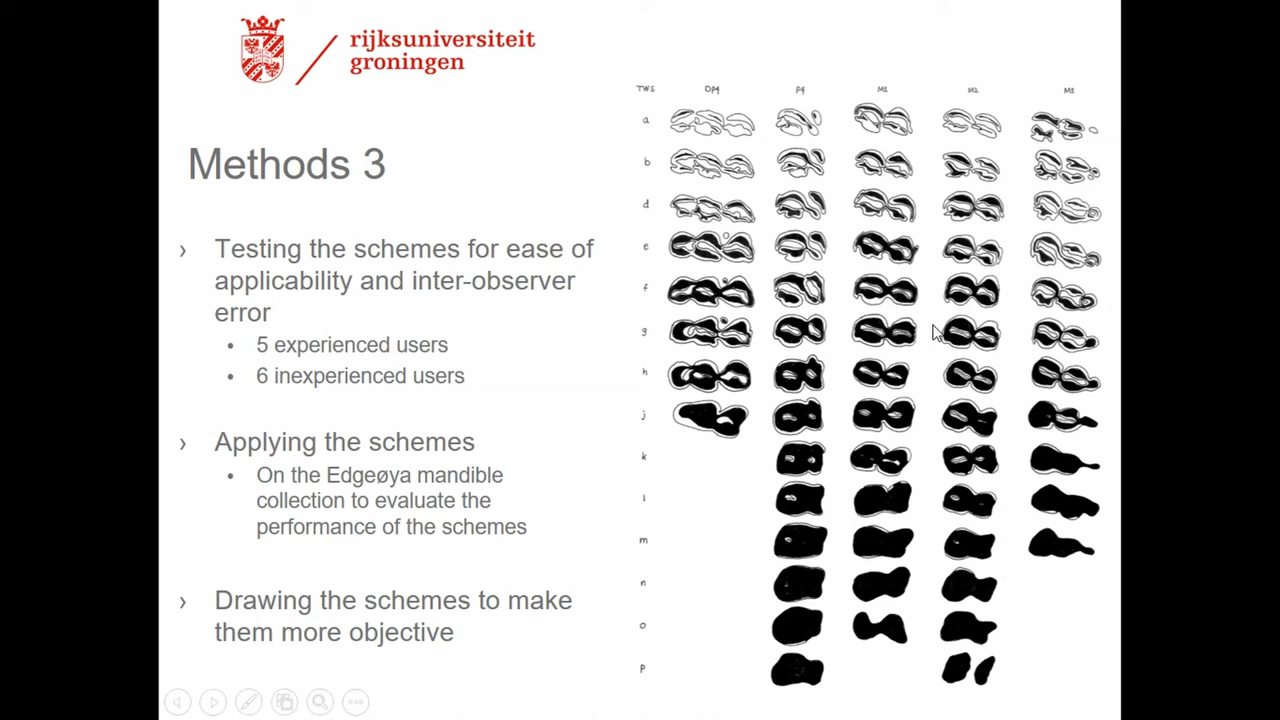 rijksuniversiteit
groningen
Methods 3
› Testing the schemes for ease of
applicability and inter-observer
error
• 5 experienced users
• 6 inexperienced users
› Applying the schemes
• On the Edgeøya mandible
collection to evaluate the
performance of the schemes
› Drawing the schemes to make
them more objective
TWS DP4 P4 M1 M2 M3
a
b
d
e
f
g
h
j
k
l
m
n
o
p